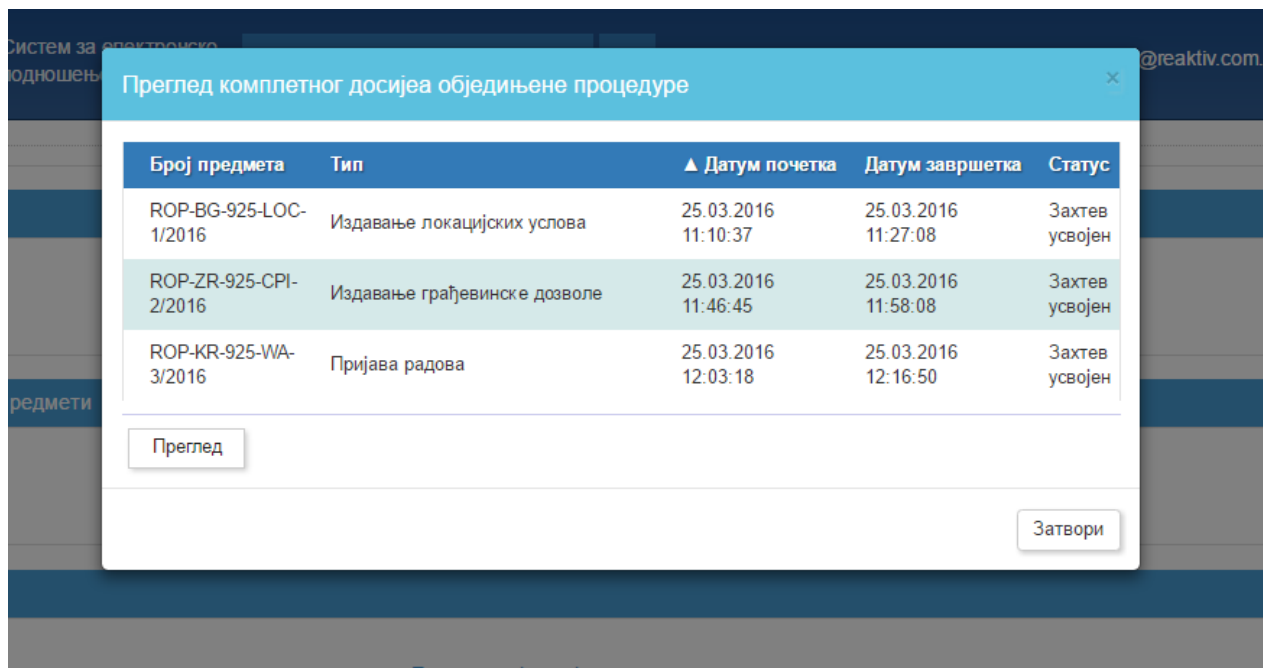 Систем за електронско
@reaktiv.com.
Преглед комплетног досијеа обједињене процедуре
×
Број предмета Тип ▲ Датум почетка Датум завршетка Статус
ROP-BG-925-LOC- Издавање локацијских услова 25.03.2016 25.03.2016 Захтев
1/2016 11:10:37 11:27:08 усвојен
ROP-ZR-925-CPI- Издавање грађевинске дозволе 25.03.2016 25.03.2016 Захтев
2/2016 11:46:45 11:58:08 усвојен
ROP-KR-925-WA- Пријава радова 25.03.2016 25.03.2016 Захтев
3/2016 12:03:18 12:16:50 усвојен
редмети
Преглед
Затвори